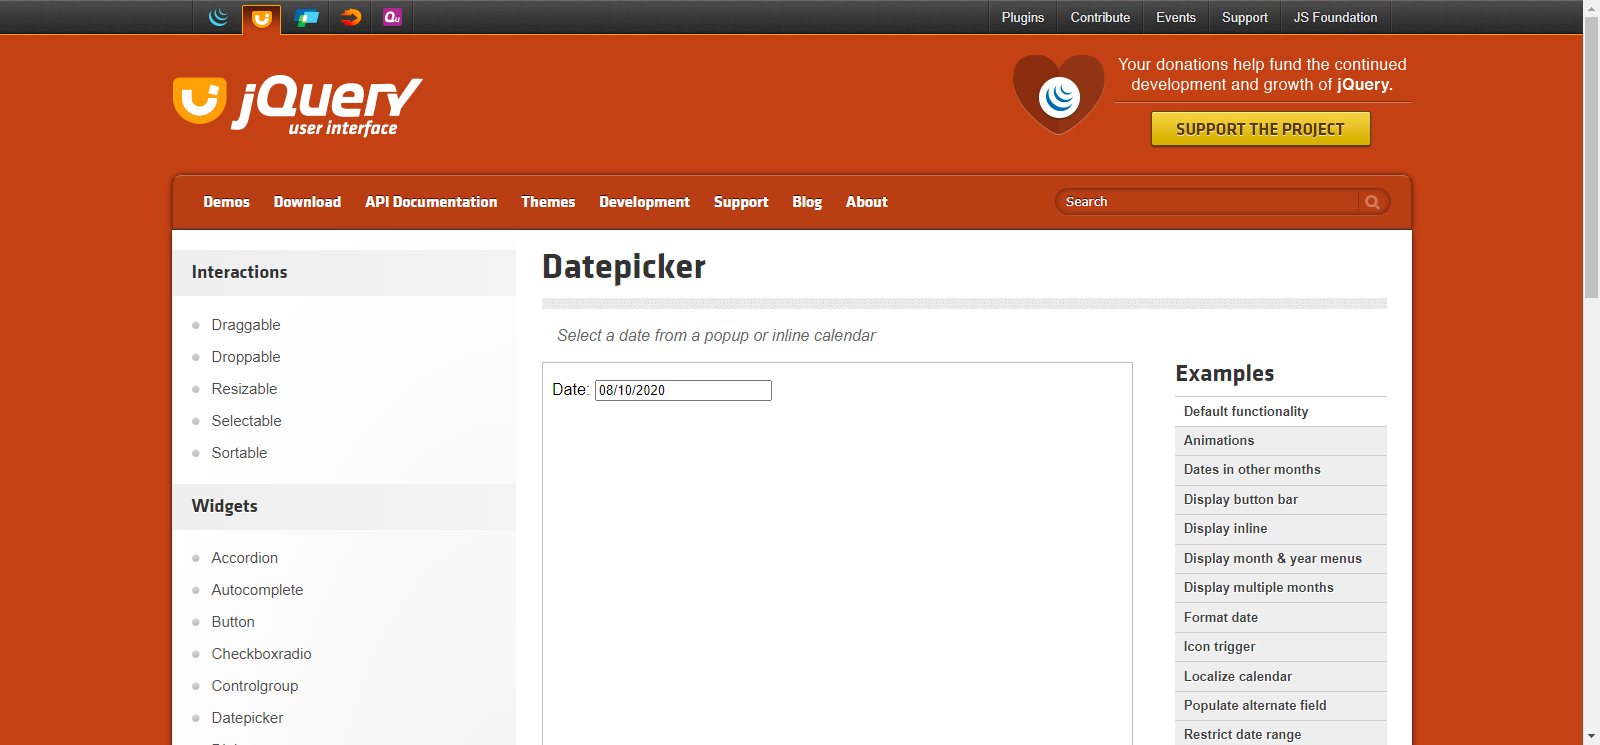 Qu
Plugins
Contribute
Events
Support
JS Foundation
jQuery
user interface
Your donations help fund the continued
development and growth of jQuery.
SUPPORT THE PROJECT
Demos
Download
API Documentation
Themes
Development
Support
Blog
About
Search
Interactions
Draggable
Droppable
Resizable
Selectable
Sortable
Widgets
Accordion
Autocomplete
Button
Checkboxradio
Controlgroup
Datepicker
Datepicker
Select a date from a popup or inline calendar
Date: 08/10/2020
Examples
Default functionality
Animations
Dates in other months
Display button bar
Display inline
Display month & year menus
Display multiple months
Format date
Icon trigger
Localize calendar
Populate alternate field
Restrict date range